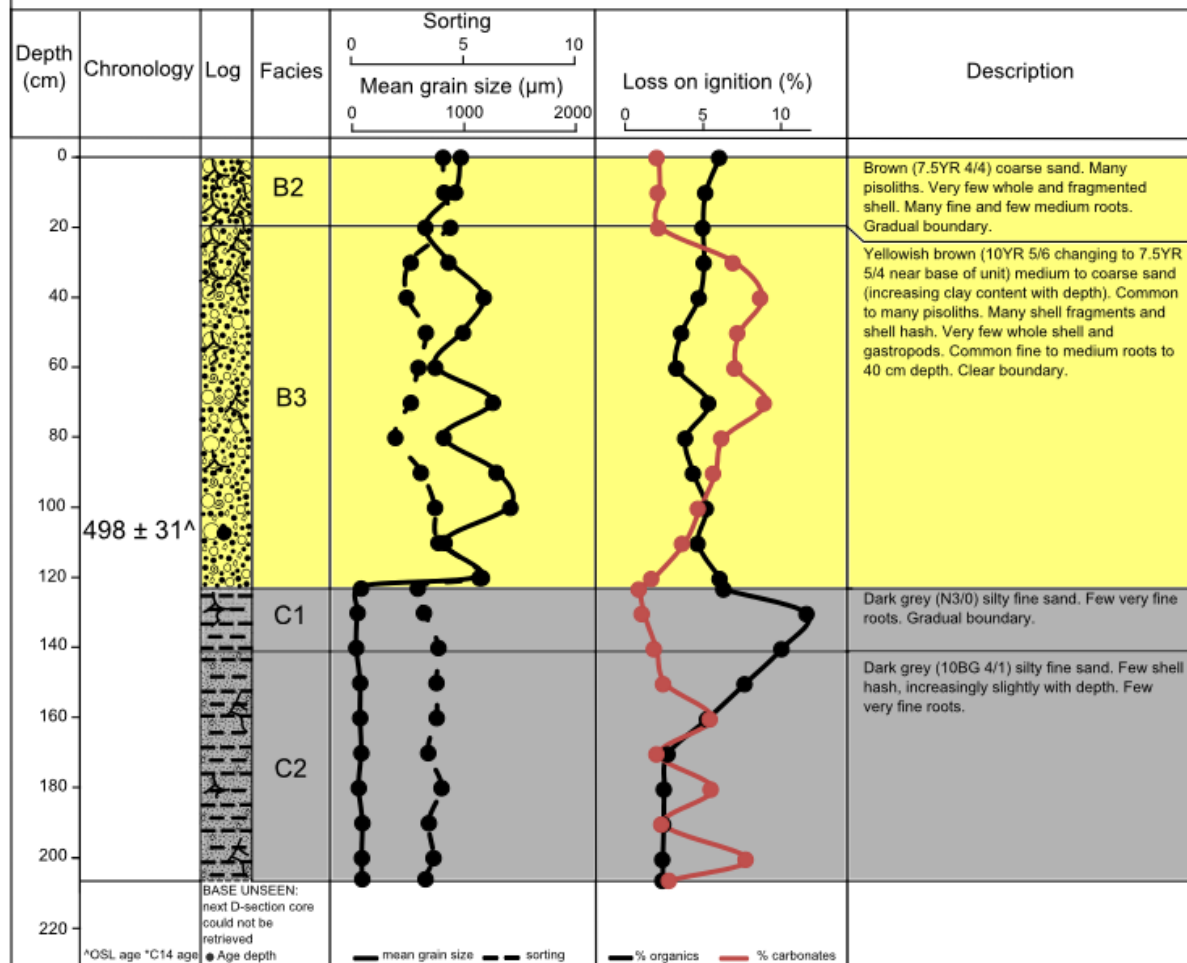 Depth
(cm)
Chronology
Log
Facies
Sorting
0 5 10
Mean grain size (µm)
0 1000 2000
Loss on ignition (%)
0 5 10
Description
0
20
40
60
80
100
120
140
160
180
200
220
498 ± 31^
B2
B3
C1
C2
Brown (7.5YR 4/4) coarse sand. Many
pisoliths. Very few whole and fragmented
shell. Many fine and few medium roots.
Gradual boundary.
Yellowish brown (10YR 5/6 changing to 7.5YR
5/4 near base of unit) medium to coarse sand
(increasing clay content with depth). Common
to many pisoliths. Many shell fragments and
shell hash. Very few whole shell and
gastropods. Common fine to medium roots to
40 cm depth. Clear boundary.
Dark grey (N3/0) silty fine sand. Few very fine
roots. Gradual boundary.
Dark grey (10BG 4/1) silty fine sand. Few shell
hash, increasingly slightly with depth. Few
very fine roots.
BASE UNSEEN:
next D-section core
could not be
retrieved
^OSL age *C14 age
Age depth
mean grain size
sorting
% organics
% carbonates